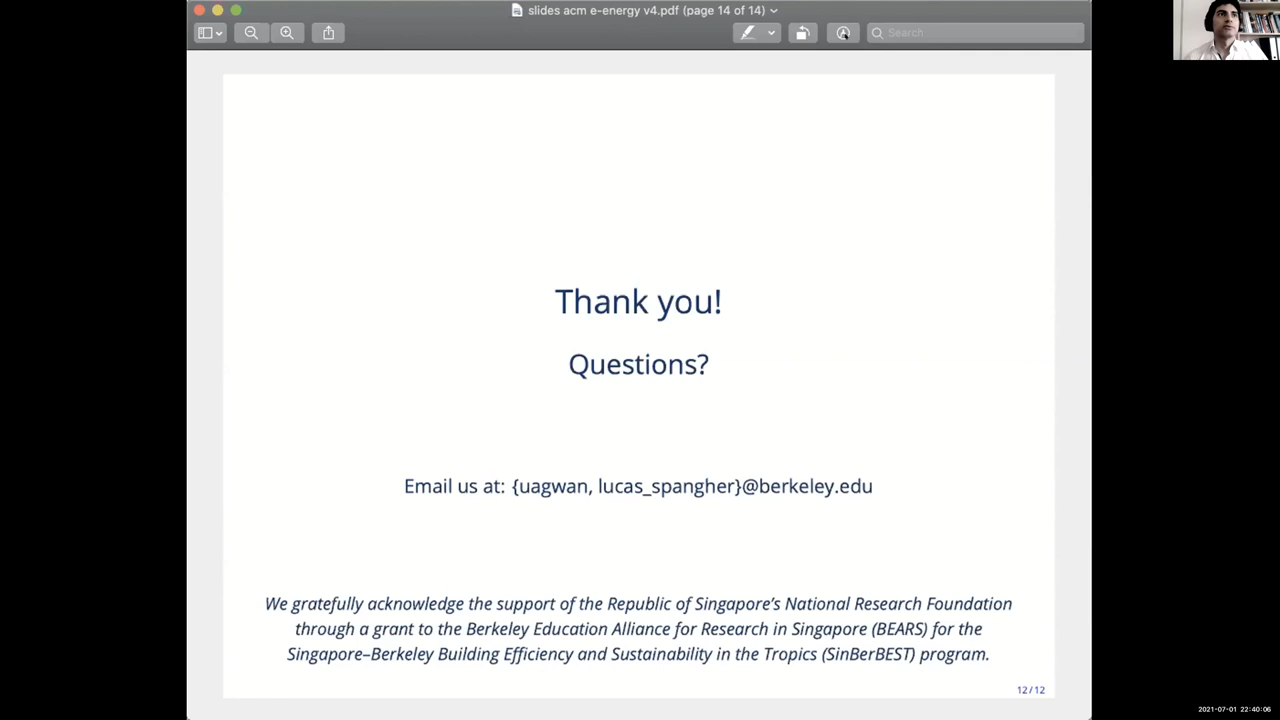 slides acm e-energy v4.pdf (page 14 of 14)
Search
Thank you!
Questions?
Email us at: {uagwan, lucas_spangher}@berkeley.edu
We gratefully acknowledge the support of the Republic of Singapore's National Research Foundation
through a grant to the Berkeley Education Alliance for Research in Singapore (BEARS) for the
Singapore–Berkeley Building Efficiency and Sustainability in the Tropics (SinBerBEST) program.
12/12
2021-07-01 22:40:06